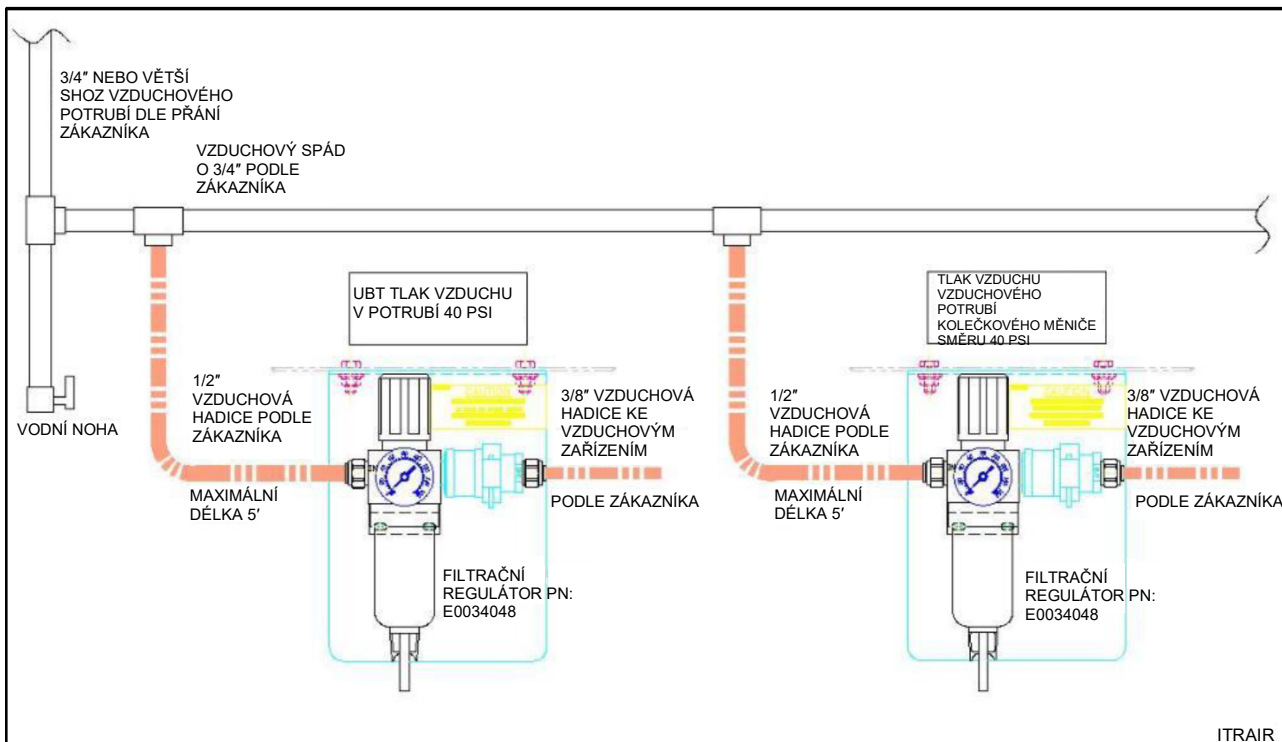 3/4″ NEBO VĚTŠÍ
SHOZ VZDUCHOVÉHO
POTRUBÍ DLE PŘÁNÍ
ZÁKAZNÍKA
VZDUCHOVÝ SPÁD
O 3/4″ PODLE
ZÁKAZNÍKA
UBT TLAK VZDUCHU
V POTRUBÍ 40 PSI
TLAK VZDUCHU
VZDUCHOVÉHO
POTRUBÍ
KOLEČKOVÉHO MĚNIČE
SMĚRU 40 PSI
VODNÍ NOHA
1/2″
VZDUCHOVÁ
HADICE PODLE
ZÁKAZNÍKA
MAXIMÁLNÍ
DÉLKA 5′
CAUTION
3/8″ VZDUCHOVÁ
HADICE KE
VZDUCHOVÝM
ZAŘÍZENÍM
PODLE ZÁKAZNÍKA
FILTRAČNÍ
REGULÁTOR PN:
E0034048
1/2″
VZDUCHOVÁ
HADICE PODLE
ZÁKAZNÍKA
MAXIMÁLNÍ
DÉLKA 5′
CAUTION
3/8″ VZDUCHOVÁ
HADICE KE
VZDUCHOVÝM
ZAŘÍZENÍM
PODLE ZÁKAZNÍKA
FILTRAČNÍ
REGULÁTOR PN:
E0034048
ITRAIR